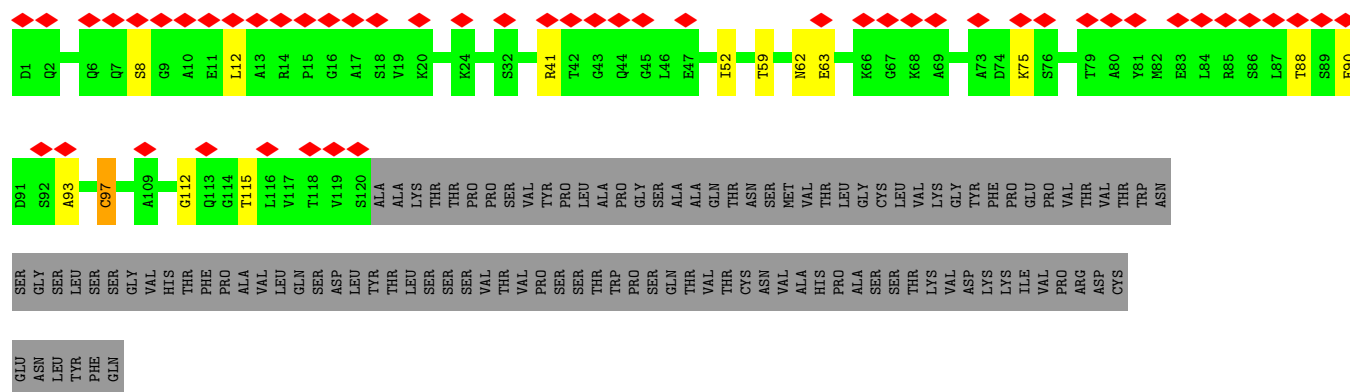 D1 Q2 Q6 Q7 S8 G9 A10 E11 L12 A13 R14 P15 G16 A17 S18 V19 K20 K24 S32 R41 T42 G43 Q44 G45 L46 E47 I52 T59 N62 E63 K66 G67 K68 A69 A73 D74 K75 S76 T79 A80 Y81 M82 E83 L84 R85 S86 L87 T88 S89 E90
D91 S92 A93 C97 A109 G112 Q113 G114 T115 L116 V117 T118 V119 S120 ALA ALA LYS THR THR PRO PRO SER VAL TYR PRO LEU ALA PRO GLY SER ALA ALA GLN THR ASN SER MET VAL THR LEU GLY CYS LEU VAL LYS GLY TYR PHE PRO GLU PRO VAL THR VAL THR TRP ASN
SER GLY SER LEU SER SER GLY VAL HIS THR PHE PRO ALA VAL LEU GLN SER ASP LEU TYR THR LEU SER SER SER VAL THR VAL PRO SER SER THR TRP PRO SER GLN THR VAL THR CYS ASN VAL ALA HIS PRO ALA SER SER THR LYS VAL ASP LYS LYS ILE VAL PRO ARG ASP CYS
GLU ASN LEU TYR PHE GLN